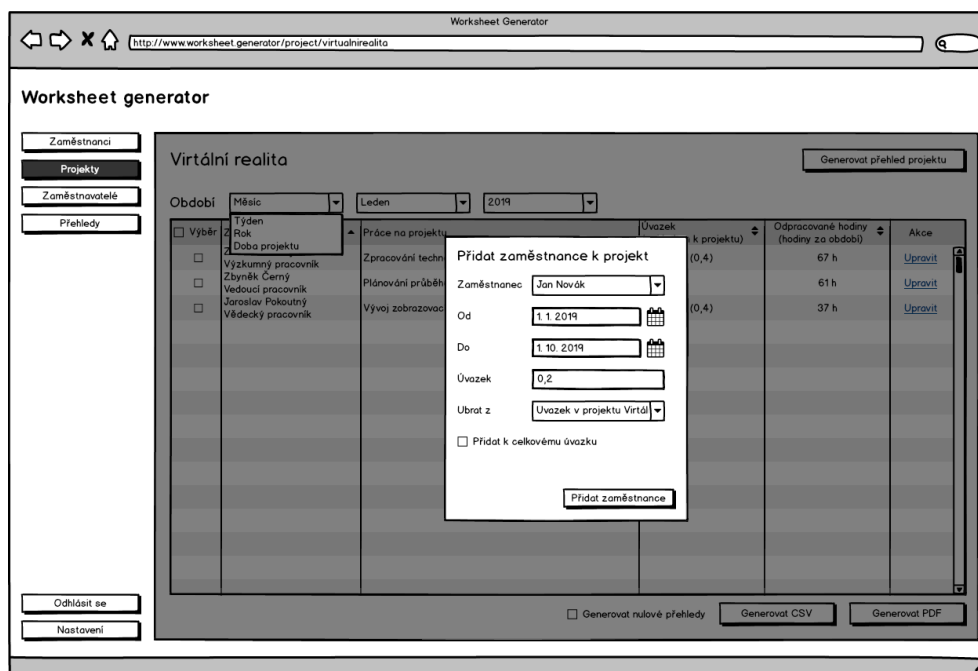 Worksheet Generator
http://www.worksheet.generator/project/virtualnirealita
Worksheet generator
Zaměstnanci
Projekty
Zaměstnavatelé
Přehledy
Virtální realita
Generovat přehled projektu
Období
Měsíc
Leden
2019
Týden
Rok
Doba projektu
Výběr
Práce na projektu
Úvazek
k projektu)
Odpracované hodiny
(hodiny za období)
Akce
Výzkumný pracovník
Zpracování techn
(0,4)
67 h
Upravit
Zbyněk Černý
Vedoucí pracovník
Plánování průběh
61 h
Upravit
Jaroslav Pokoutný
Vědecký pracovník
Vývoj zobrazovac
(0,4)
37 h
Upravit
Přidat zaměstnance k projekt
Zaměstnanec
Jan Novák
Od
1. 1. 2019
Do
1. 10. 2019
Úvazek
0,2
Ubrat z
Uvazek v projektu Virtál
Přidat k celkovému úvazku
Přidat zaměstnance
Generovat nulové přehledy
Generovat CSV
Generovat PDF
Odhlásit se
Nastavení